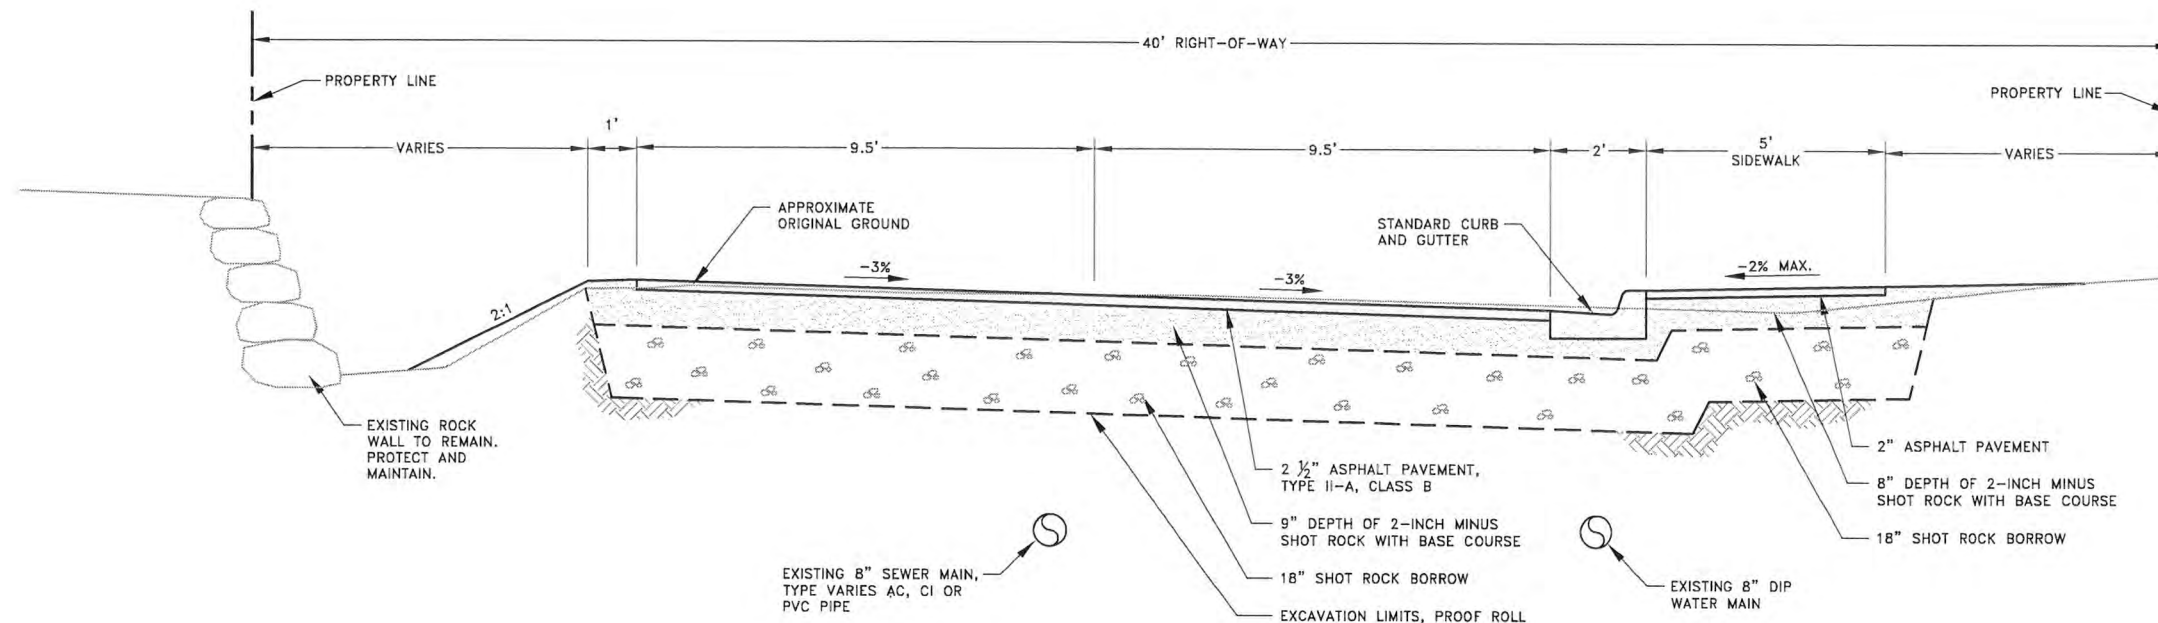 40' RIGHT-OF-WAY
PROPERTY LINE
PROPERTY LINE
1'
VARIES
9.5'
9.5'
2'
5'
SIDEWALK
VARIES
APPROXIMATE
ORIGINAL GROUND
STANDARD CURB
AND GUTTER
-3%
-3%
-2% MAX.
2:1
EXISTING ROCK
WALL TO REMAIN.
PROTECT AND
MAINTAIN.
2 ½" ASPHALT PAVEMENT,
TYPE II-A, CLASS B
9" DEPTH OF 2-INCH MINUS
SHOT ROCK WITH BASE COURSE
18" SHOT ROCK BORROW
EXCAVATION LIMITS, PROOF ROLL
2" ASPHALT PAVEMENT
8" DEPTH OF 2-INCH MINUS
SHOT ROCK WITH BASE COURSE
18" SHOT ROCK BORROW
EXISTING 8" SEWER MAIN,
TYPE VARIES AC, CI OR
PVC PIPE
EXISTING 8" DIP
WATER MAIN